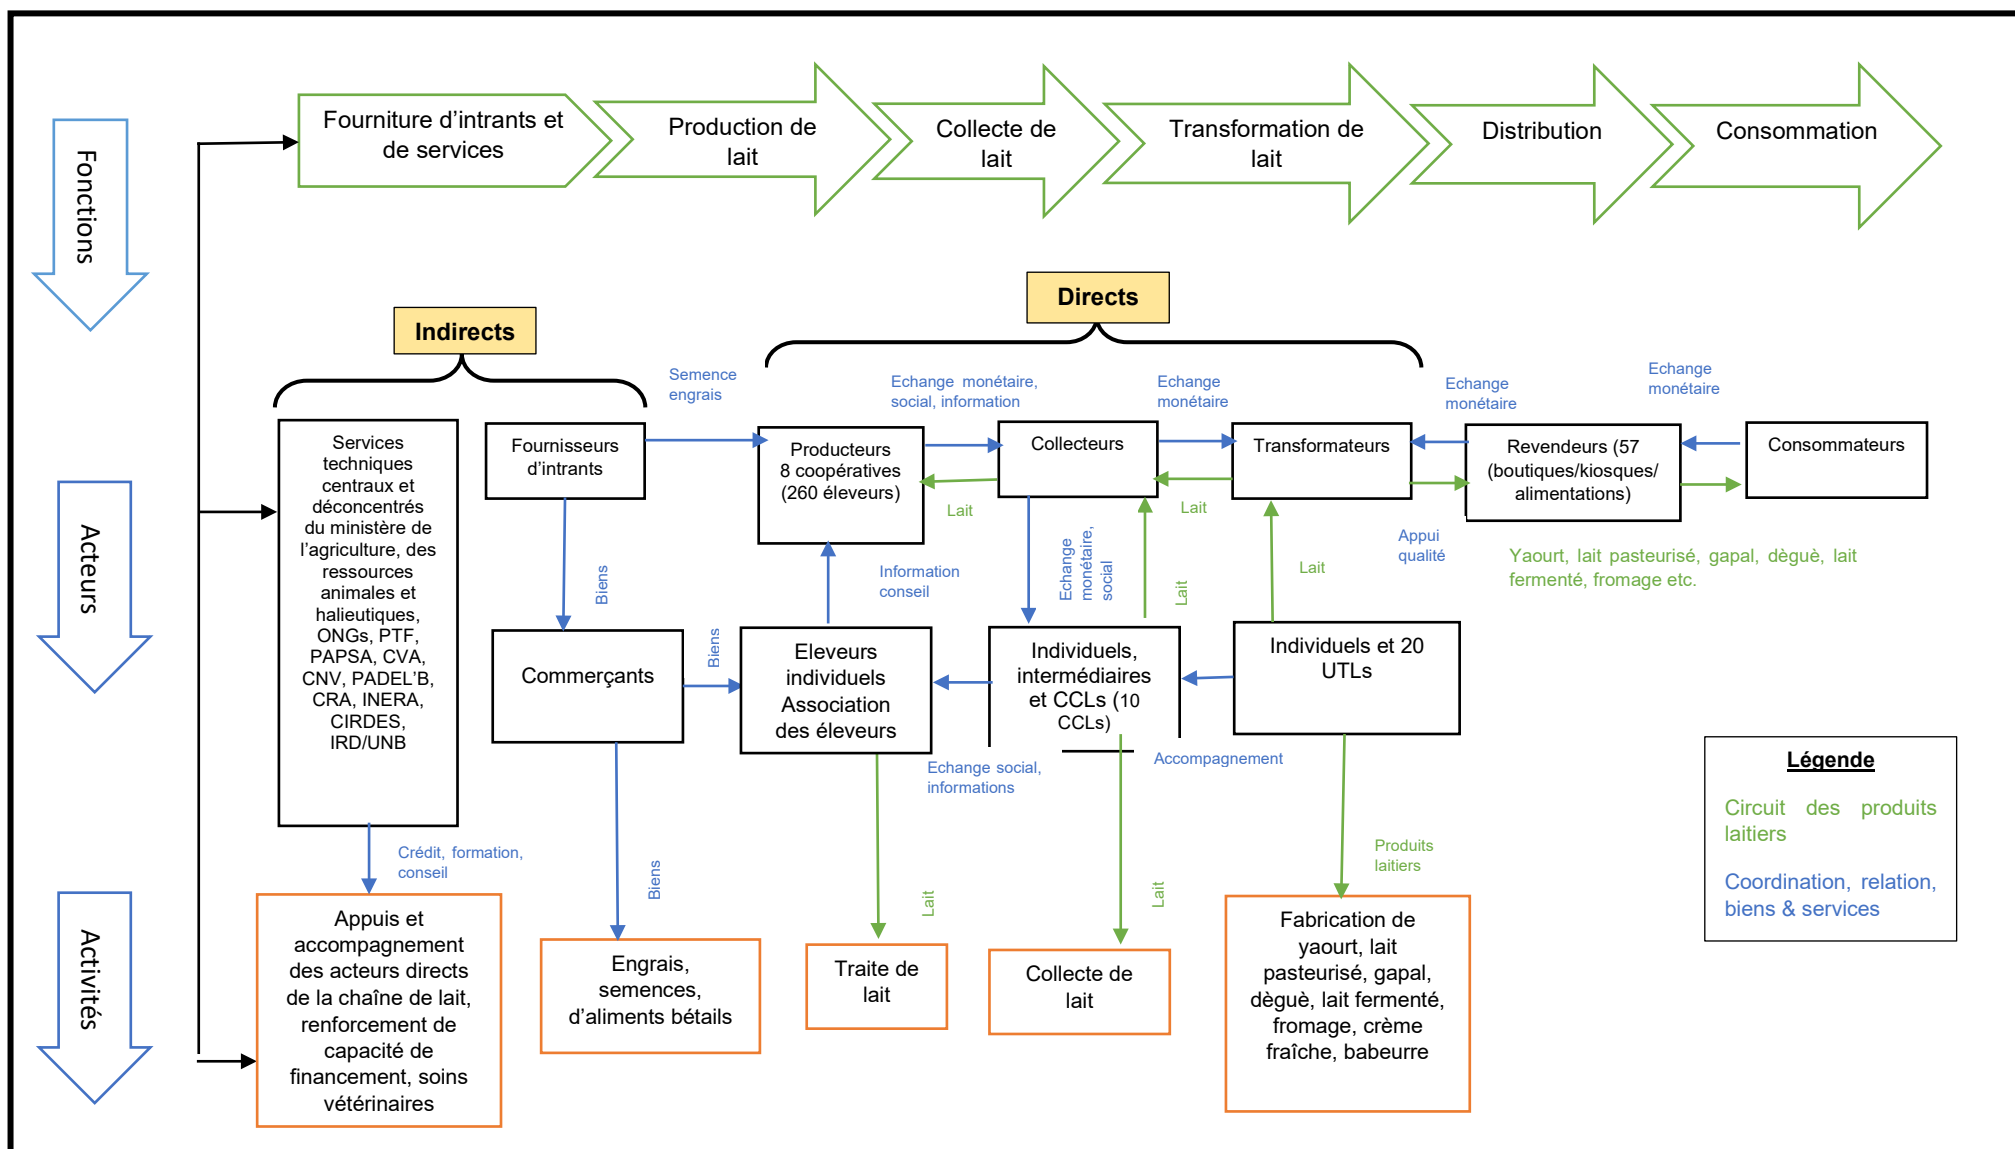 Fonctions
Fourniture d'intrants et
de services
Production de
lait
Collecte de
lait
Transformation de
lait
Distribution
Consommation
Indirects
Directs
Acteurs
Semence
engrais
Echange monétaire,
social, information
Echange
monétaire
Echange
monétaire
Echange
monétaire
Services
techniques
centraux et
déconcentrés
du ministère de
l'agriculture, des
ressources
animales et
halieutiques,
ONGs, PTF,
PAPSA, CVA,
CNV, PADEL'B,
CRA, INERA,
CIRDES,
IRD/UNB
Fournisseurs
d'intrants
Producteurs
8 coopératives
(260 éleveurs)
Collecteurs
Transformateurs
Revendeurs (57
(boutiques/kiosques/
alimentations)
Consommateurs
Lait
Lait
Biens
Information
conseil
Echange
monétaire,
social
Lait
Lait
Appui
qualité
Yaourt, lait pasteurisé, gapal, dèguè, lait
fermenté, fromage etc.
Commerçants
Biens
Eleveurs
individuels
Association
des éleveurs
Individuels,
intermédiaires
et CCLs (10
CCLs)
Individuels et 20
UTLs
Echange social,
informations
Accompagnement
Légende
Circuit des produits
laitiers
Coordination, relation,
biens & services
Activités
Crédit, formation,
conseil
Biens
Lait
Lait
Produits
laitiers
Appuis et
accompagnement
des acteurs directs
de la chaîne de lait,
renforcement de
capacité de
financement, soins
vétérinaires
Engrais,
semences,
d'aliments bétails
Traite de
lait
Collecte de
lait
Fabrication de
yaourt, lait
pasteurisé, gapal,
dèguè, lait fermenté,
fromage, crème
fraîche, babeurre